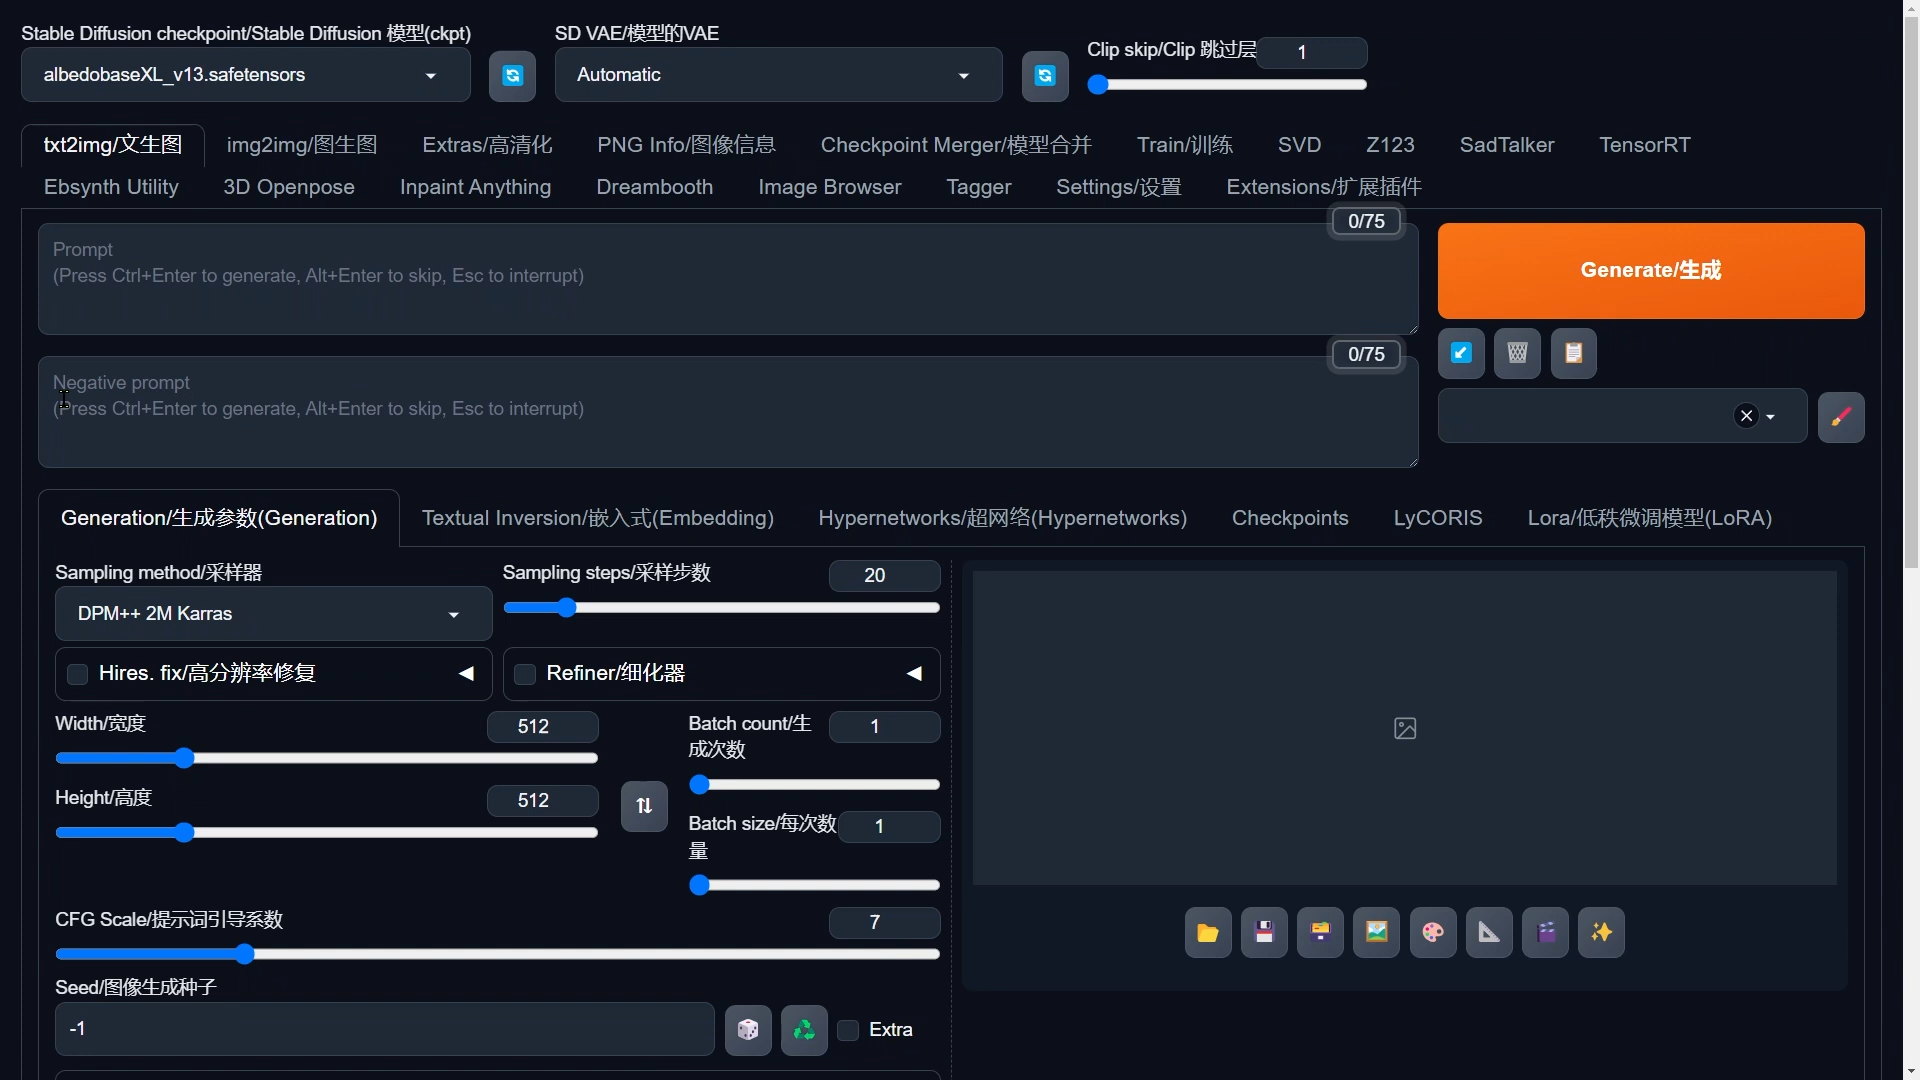 Stable Diffusion checkpoint/Stable Diffusion 模型(ckpt)
SD VAE/模型的VAE
Clip skip/Clip 跳过层
1
albedobaseXL_v13.safetensors
Automatic
txt2img/文生图
img2img/图生图
Extras/高清化
PNG Info/图像信息
Checkpoint Merger/模型合并
Train/训练
SVD
Z123
SadTalker
TensorRT
Ebsynth Utility
3D Openpose
Inpaint Anything
Dreambooth
Image Browser
Tagger
Settings/设置
Extensions/扩展插件
0/75
Prompt
(Press Ctrl+Enter to generate, Alt+Enter to skip, Esc to interrupt)
Generate/生成
0/75
Negative prompt
(Press Ctrl+Enter to generate, Alt+Enter to skip, Esc to interrupt)
Generation/生成参数(Generation)
Textual Inversion/嵌入式(Embedding)
Hypernetworks/超网络(Hypernetworks)
Checkpoints
LyCORIS
Lora/低秩微调模型(LoRA)
Sampling method/采样器
DPM++ 2M Karras
Sampling steps/采样步数
20
Hires. fix/高分辨率修复
Refiner/细化器
Width/宽度
512
Height/高度
512
Batch count/生
成次数
1
Batch size/每次数
量
1
CFG Scale/提示词引导系数
7
Seed/图像生成种子
-1
Extra